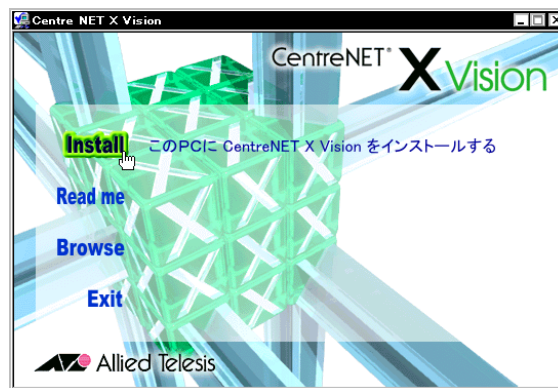 Centre NET X Vision
CentreNET® X Vision
Install このPCに CentreNET X Vision をインストールする
Read me
Browse
Exit
Allied Telesis